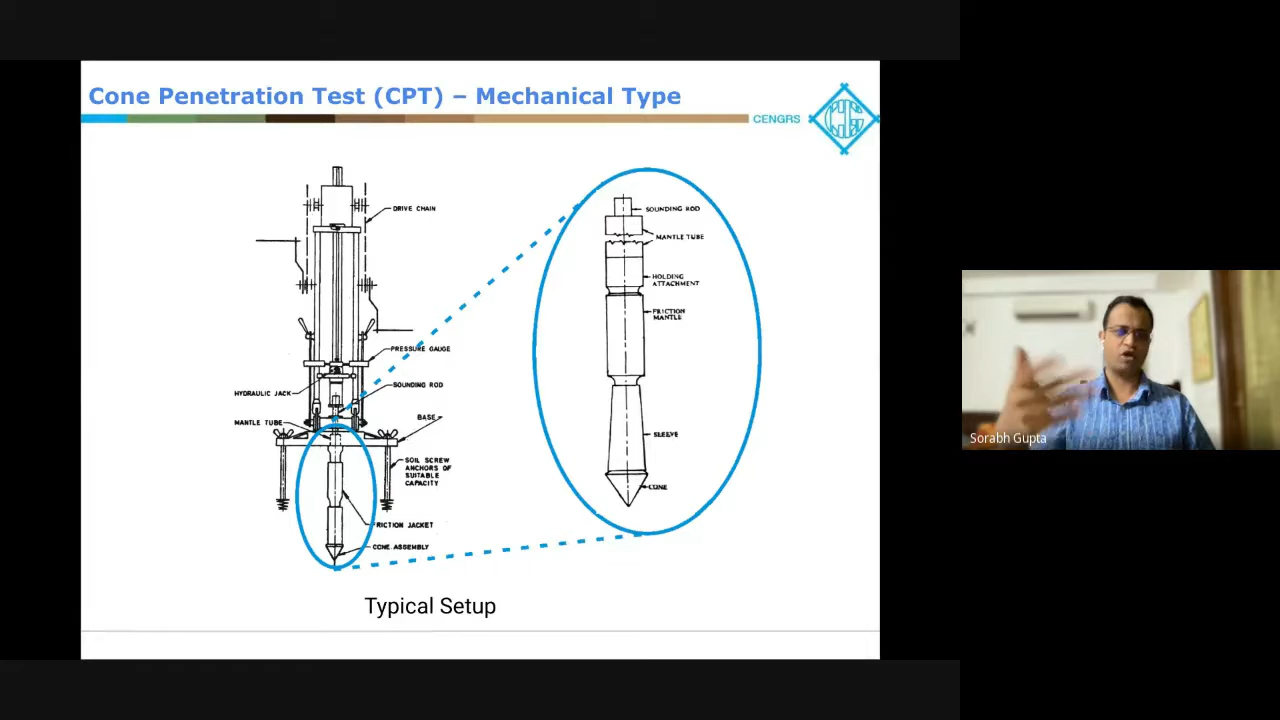 Cone Penetration Test (CPT) – Mechanical Type
CENGRS
DRIVE CHAIN
PRESSURE GAUGE
HYDRAULIC JACK
SOUNDING ROD
MANTLE TUBE
BASE
SOIL SCREW
ANCHORS OF
SUITABLE
CAPACITY
FRICTION JACKET
CONE ASSEMBLY
SOUNDING ROD
MANTLE TUBE
HOLDING
ATTACHMENT
FRICTION
MANTLE
SLEEVE
CONE
Typical Setup
Sorabh Gupta